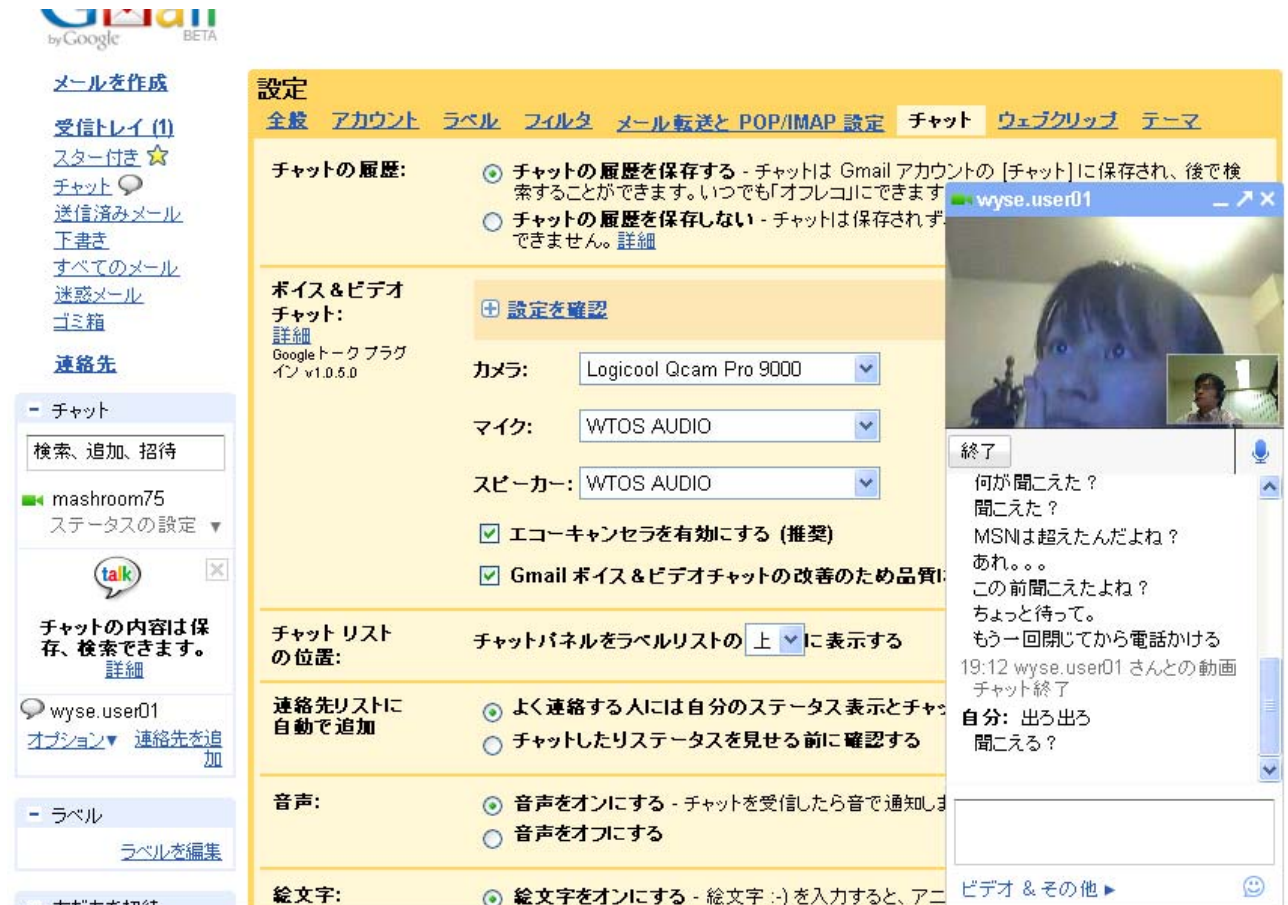 Gmail
by Google BETA
メールを作成
受信トレイ (1)
スター付き
チャット
送信済みメール
下書き
すべてのメール
迷惑メール
ゴミ箱
連絡先
チャット
検索、追加、招待
mashroom75
ステータスの設定 ▼
talk
チャットの内容は保
存、検索できます。
詳細
wyse.user01
オプション▼ 連絡先を追
加
ラベル
ラベルを編集
設定
全般 アカウント ラベル フィルタ メール転送と POP/IMAP 設定 チャット ウェブクリップ テーマ
チャットの履歴:
チャットの履歴を保存する - チャットは Gmail アカウントの [チャット] に保存され、後で検
索することができます。いつでも「オフレコ」にできます
チャットの履歴を保存しない - チャットは保存されず、
できません。詳細
ボイス&ビデオ
チャット:
詳細
Googleトーク プラグ
イン v1.0.5.0
設定を確認
カメラ: Logicool Qcam Pro 9000
マイク: WTOS AUDIO
スピーカー: WTOS AUDIO
エコーキャンセラを有効にする (推奨)
Gmail ボイス&ビデオチャットの改善のため品質に
チャット リスト
の位置:
チャットパネルをラベルリストの 上 に表示する
連絡先リストに
自動で追加
よく連絡する人には自分のステータス表示とチャッ
チャットしたりステータスを見せる前に確認する
音声:
音声をオンにする - チャットを受信したら音で通知しま
音声をオフにする
絵文字:
絵文字をオンにする - 絵文字 :-) を入力すると、アニ
wyse.user01
終了
何が聞こえた?
聞こえた?
MSNは超えたんだよね?
あれ。。。
この前聞こえたよね?
ちょっと待って。
もう一回閉じてから電話かける
19:12 wyse.user01 さんとの動画
チャット終了
自分: 出ろ出ろ
聞こえる?
ビデオ & その他 ▶